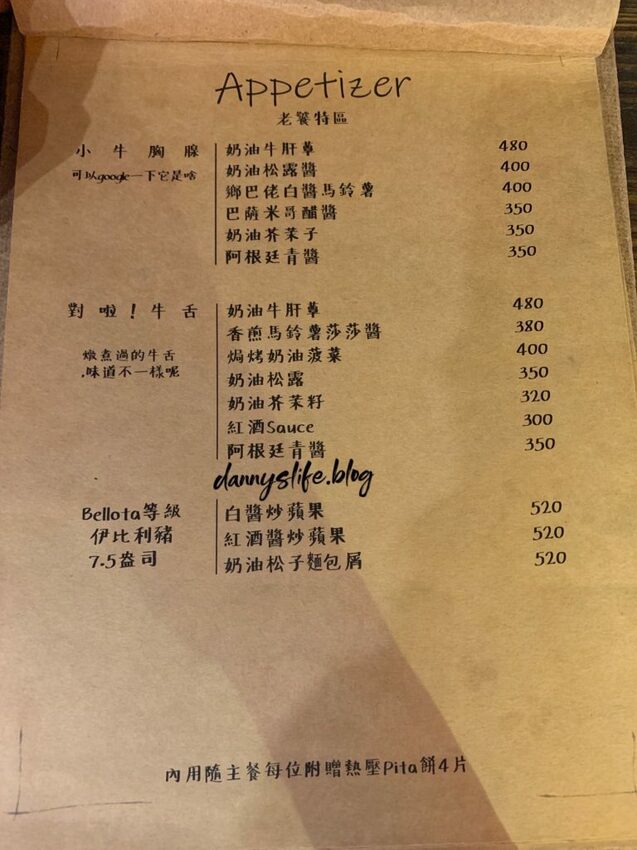 Appetizer
老饕特區
小牛胸腺
可以google一下它是啥
奶油牛肝蕈 480
奶油松露醬 400
鄉巴佬白醬馬鈴薯 400
巴薩米哥醋醬 350
奶油芥茉子 350
阿根廷青醬 350
對啦！牛舌
燉煮過的牛舌
,味道不一樣呢
奶油牛肝蕈 480
香煎馬鈴薯莎莎醬 380
焗烤奶油菠菜 400
奶油松露 350
奶油芥茉籽 320
紅酒Sauce 300
阿根廷青醬 350
dannyslife.blog
Bellota等級
伊比利豬
7.5盎司
白醬炒蘋果 520
紅酒醬炒蘋果 520
奶油松子麵包屑 520
內用隨主餐每位附贈熱壓Pita餅4片